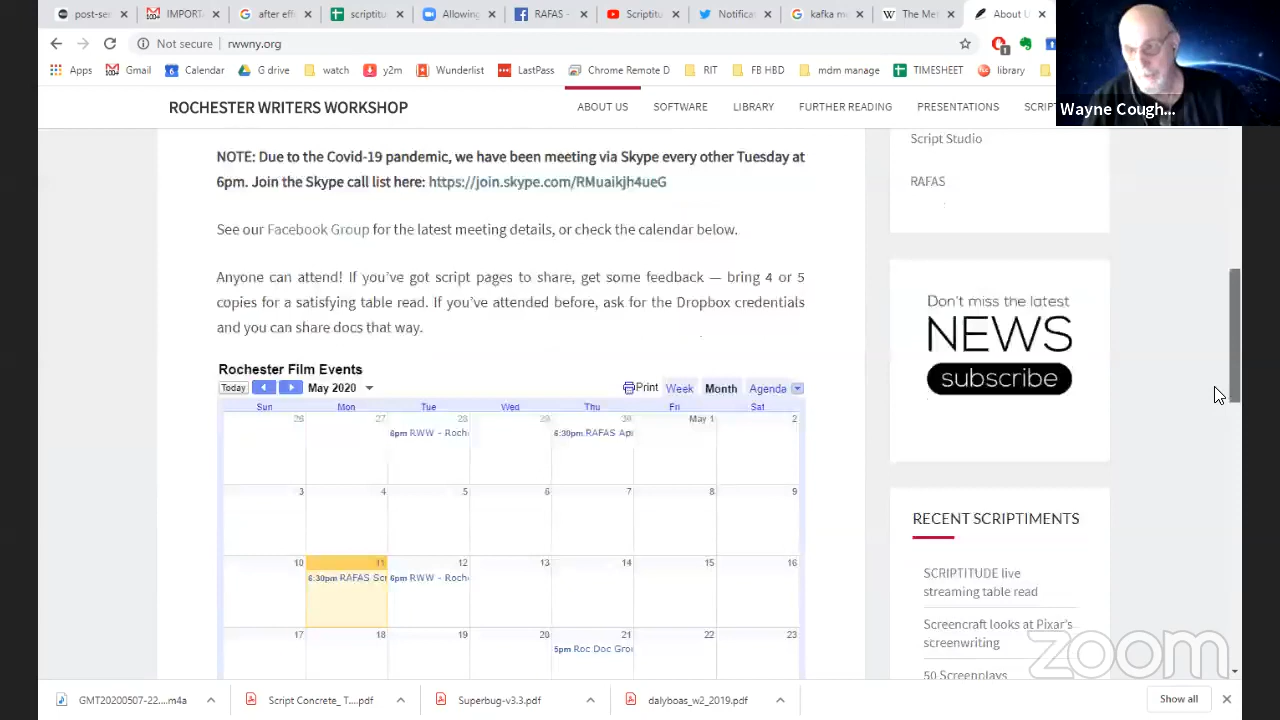 post-ser
IMPORT
after eff
scriptitu
Allowing
RAFAS -
Scriptitu
Notificat
kafka m
The Me
About U
Not secure | rwwny.org
Apps
Gmail
Calendar
G drive
watch
y2m
Wunderlist
LastPass
Chrome Remote D
RIT
FB HBD
mdm manage
TIMESHEET
library
Wayne Cough...
ROCHESTER WRITERS WORKSHOP
ABOUT US
SOFTWARE
LIBRARY
FURTHER READING
PRESENTATIONS
SCRIPT
NOTE: Due to the Covid-19 pandemic, we have been meeting via Skype every other Tuesday at
6pm. Join the Skype call list here: https://join.skype.com/RMuaikjh4ueG
See our Facebook Group for the latest meeting details, or check the calendar below.
Anyone can attend! If you've got script pages to share, get some feedback — bring 4 or 5
copies for a satisfying table read. If you've attended before, ask for the Dropbox credentials
and you can share docs that way.
Rochester Film Events
Today
May 2020
Print
Week
Month
Agenda
Sun Mon Tue Wed Thu Fri Sat
26 27 28 29 30 May 1 2
6pm RWW - Roch
6:30pm RAFAS Apr
3 4 5 6 7 8 9
10 11 12 13 14 15 16
6:30pm RAFAS Scr
6pm RWW - Roch
17 18 19 20 21 22 23
5pm Roc Doc Grou
Script Studio
RAFAS
Don't miss the latest
NEWS
subscribe
RECENT SCRIPTIMENTS
SCRIPTITUDE live
streaming table read
Screencraft looks at Pixar's
screenwriting
50 Screenplays
zoom
GMT20200507-22....m4a
Script Concrete_ T....pdf
Superbug-v3.3.pdf
dalyboas_w2_2019.pdf
Show all